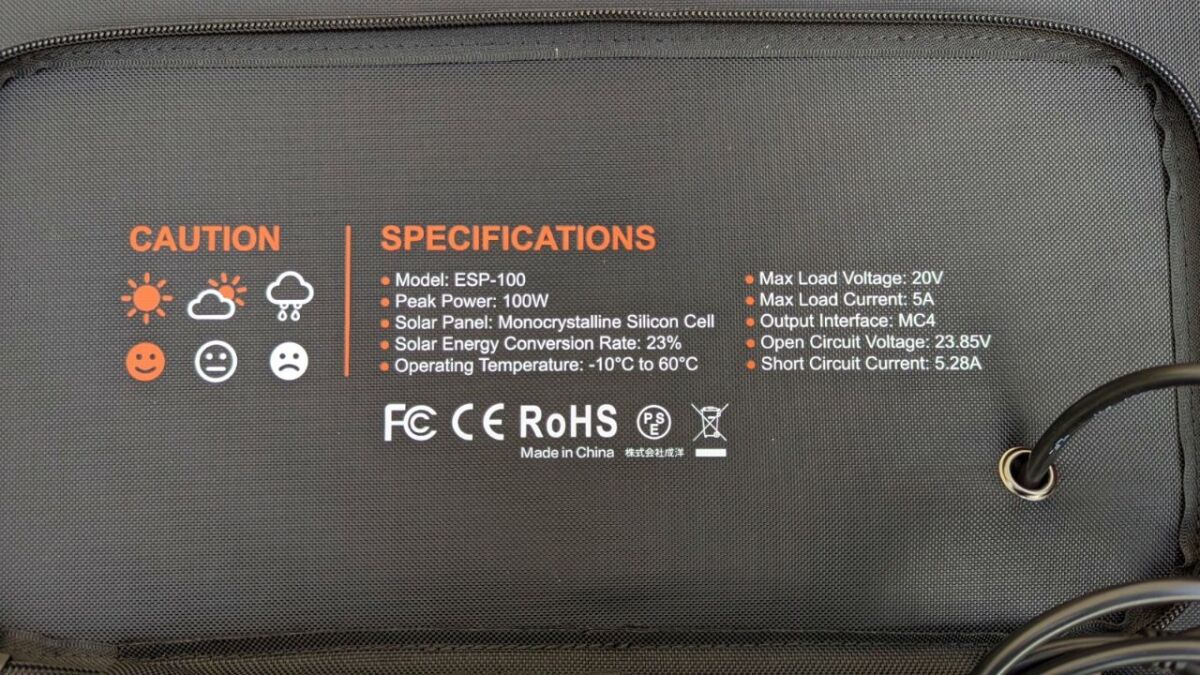 CAUTION
SPECIFICATIONS
Model: ESP-100
Peak Power: 100W
Solar Panel: Monocrystalline Silicon Cell
Solar Energy Conversion Rate: 23%
Operating Temperature: -10°C to 60°C
Max Load Voltage: 20V
Max Load Current: 5A
Output Interface: MC4
Open Circuit Voltage: 23.85V
Short Circuit Current: 5.28A
FC CE RoHS PSE
Made in China 株式会社成洋